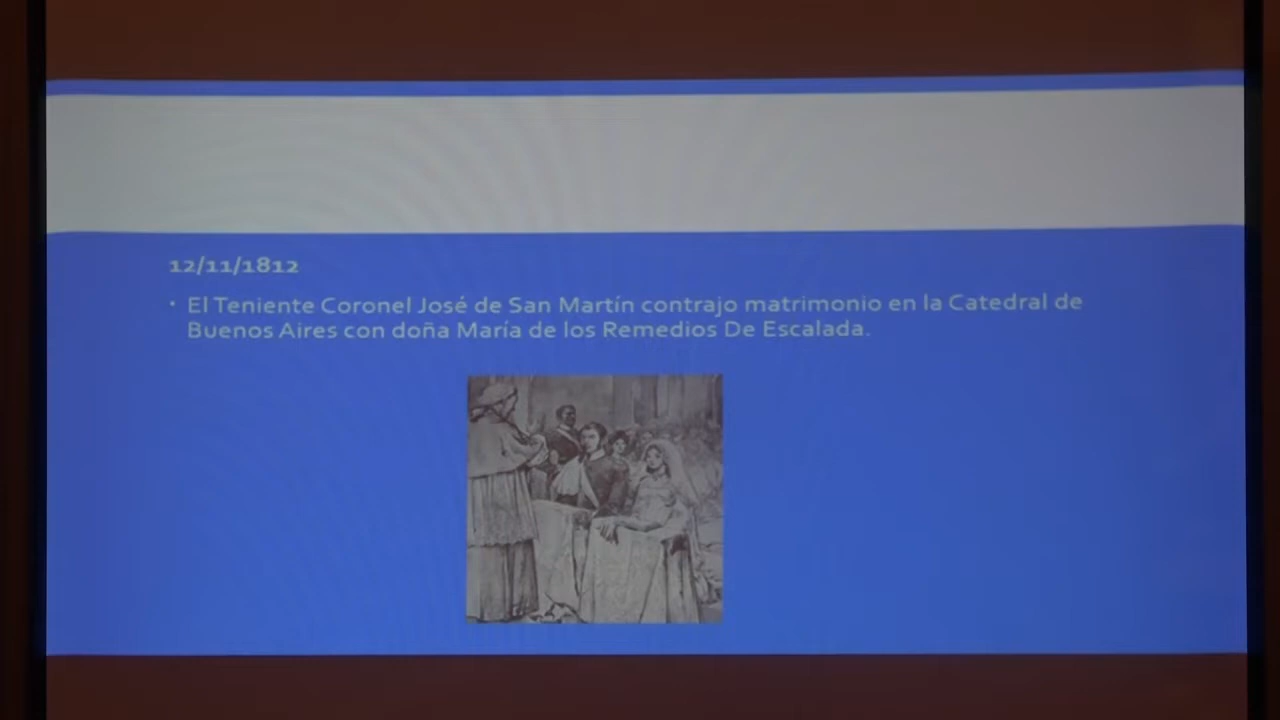 12/11/1812
• El Teniente Coronel José de San Martín contrajo matrimonio en la Catedral de
Buenos Aires con doña María de los Remedios De Escalada.